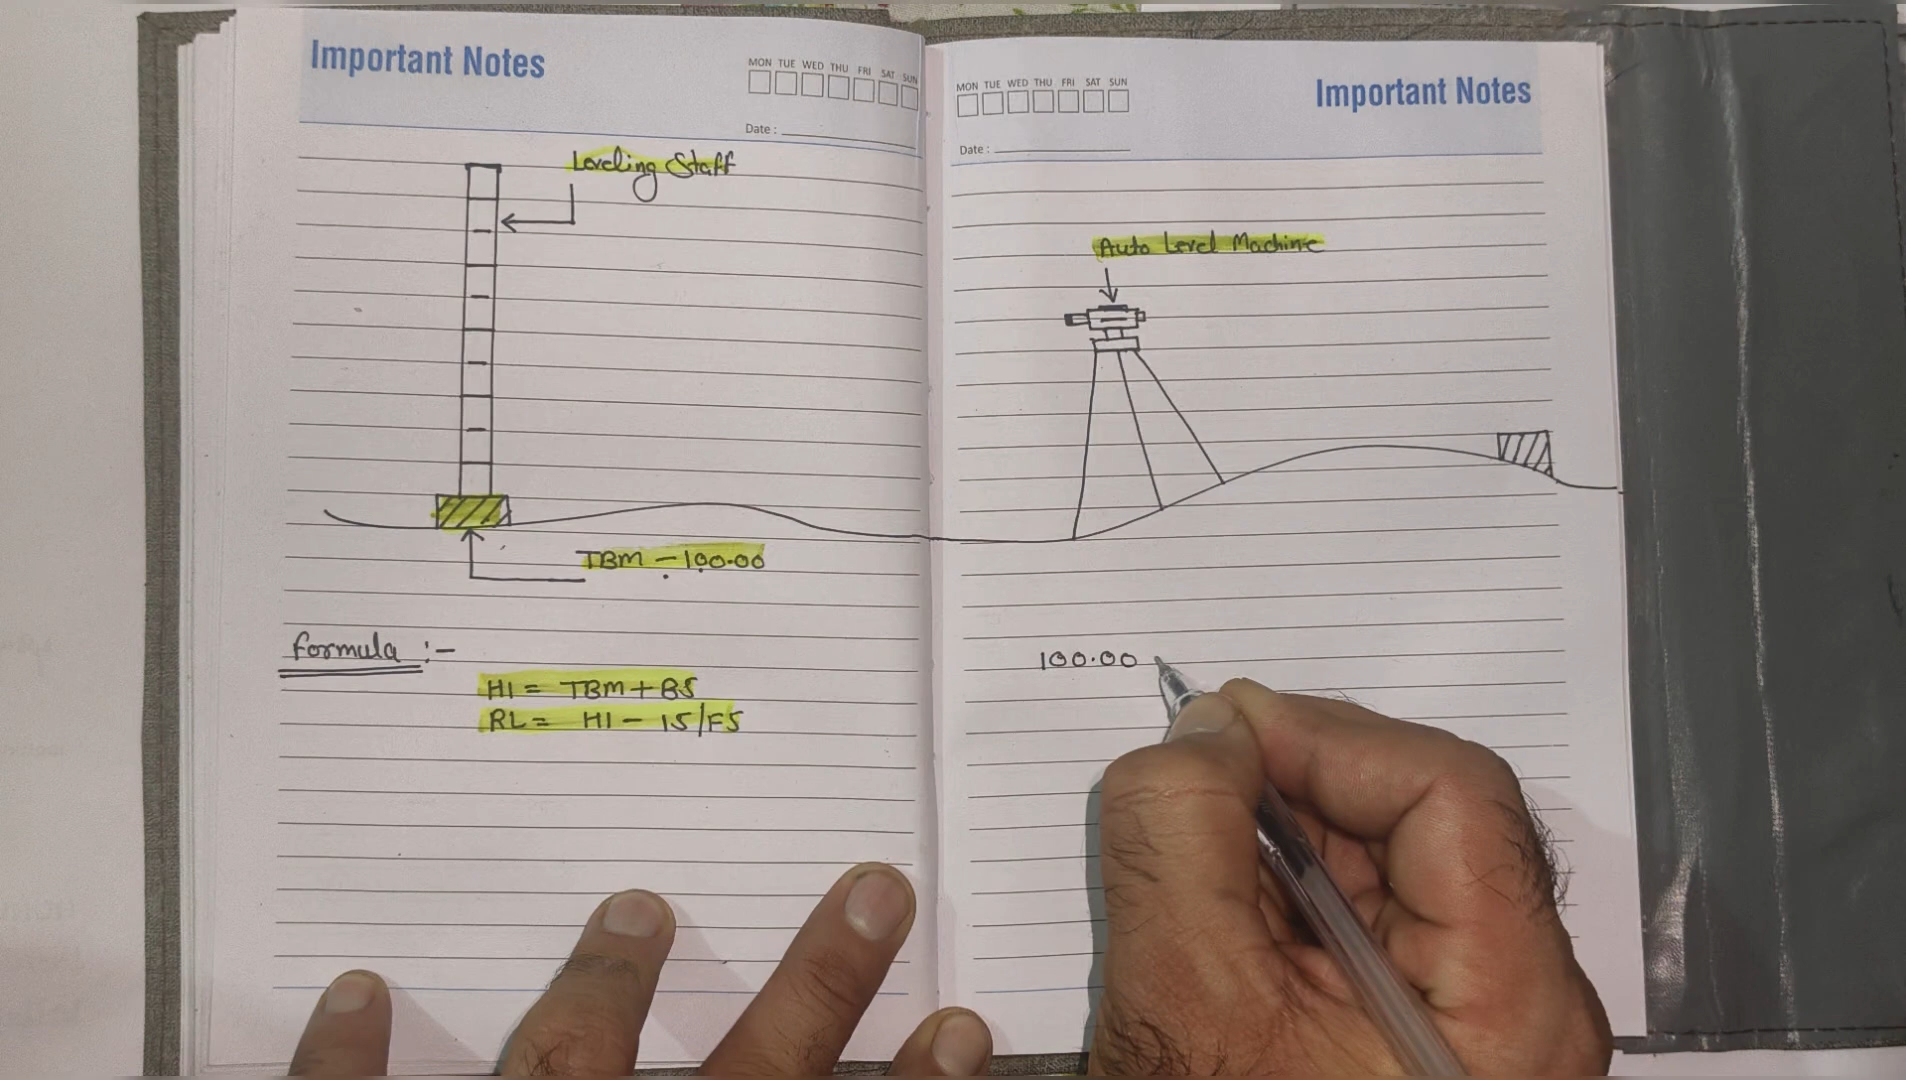 Important Notes
MON TUE WED THU FRI SAT SUN
Date :
Leveling Staff
TBM - 100.00
Formula :-
HI = TBM + BS
RL = HI - IS/FS
MON TUE WED THU FRI SAT SUN
Important Notes
Date :
Auto Level Machine
100.00